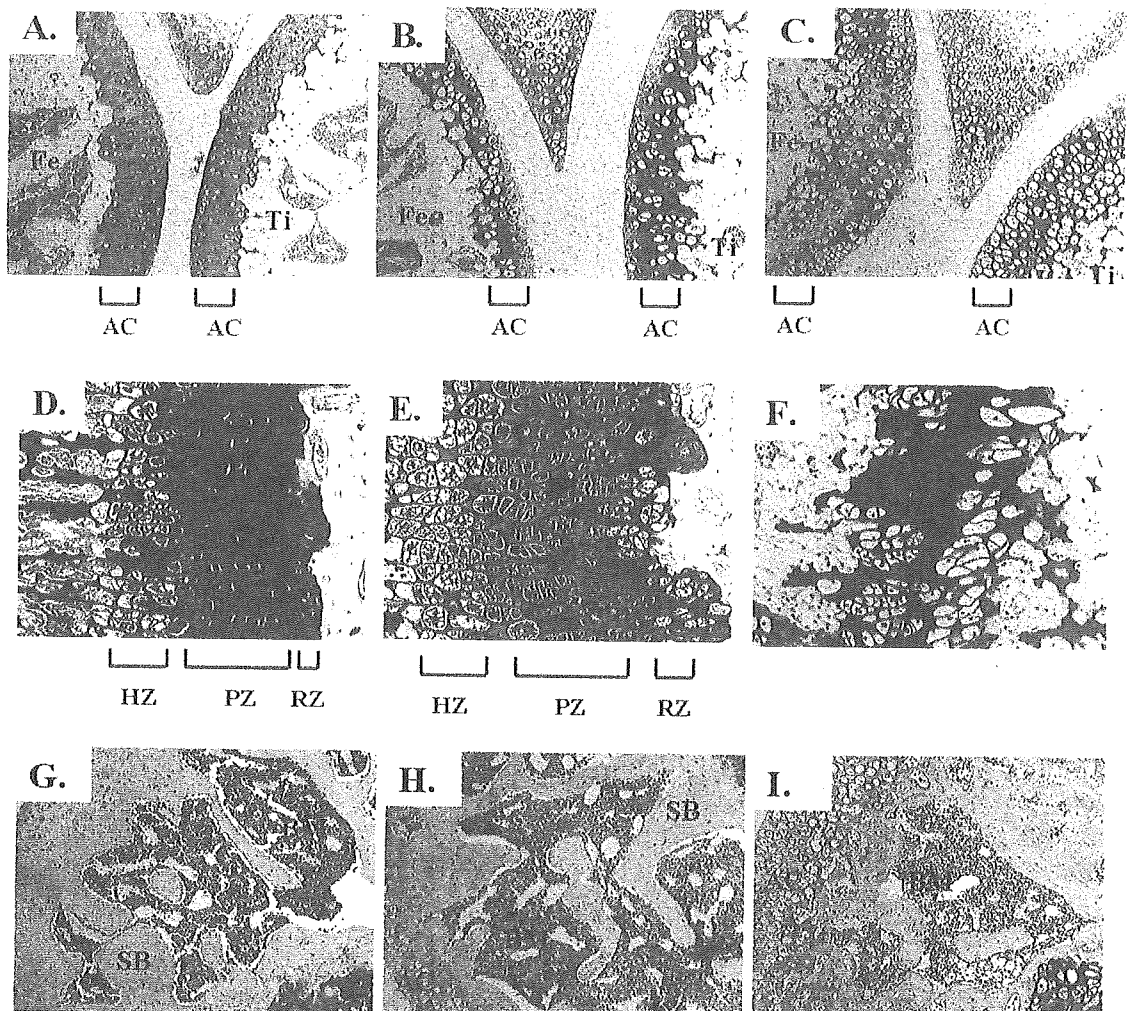 A. B. C.
Fe Ti Fe Ti Fe Ti
AC AC AC AC AC AC
D. E. F.
HZ PZ RZ HZ PZ RZ
G. H. I.
SB SB